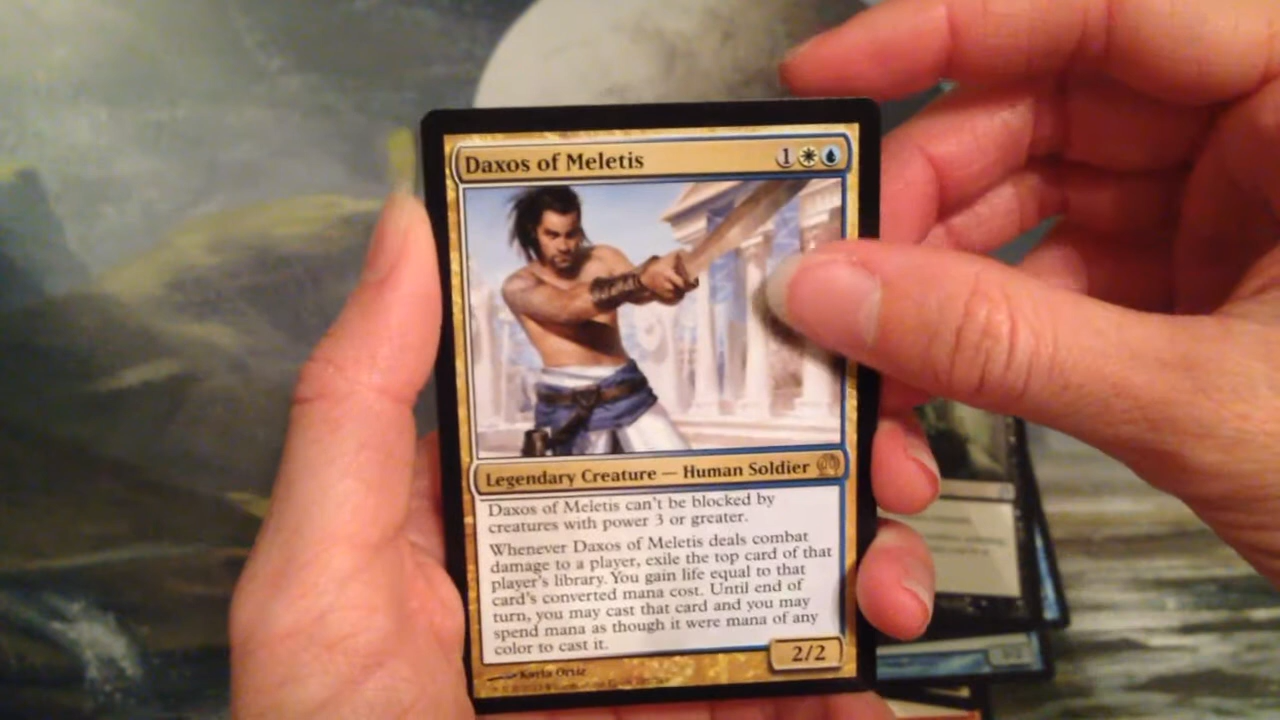 Daxos of Meletis
1
Legendary Creature — Human Soldier
Daxos of Meletis can't be blocked by
creatures with power 3 or greater.
Whenever Daxos of Meletis deals combat
damage to a player, exile the top card of that
player's library. You gain life equal to that
card's converted mana cost. Until end of
turn, you may cast that card and you may
spend mana as though it were mana of any
color to cast it.
2/2
Karla Ortiz